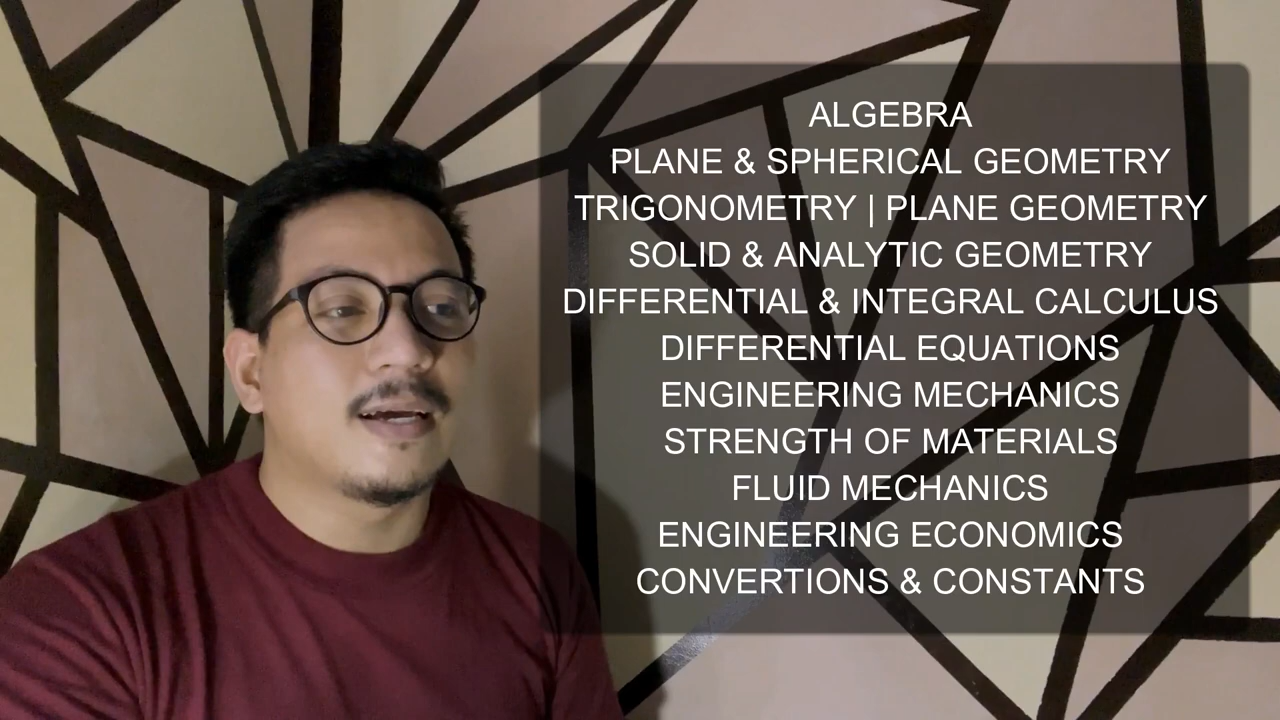 ALGEBRA
PLANE & SPHERICAL GEOMETRY
TRIGONOMETRY | PLANE GEOMETRY
SOLID & ANALYTIC GEOMETRY
DIFFERENTIAL & INTEGRAL CALCULUS
DIFFERENTIAL EQUATIONS
ENGINEERING MECHANICS
STRENGTH OF MATERIALS
FLUID MECHANICS
ENGINEERING ECONOMICS
CONVERTIONS & CONSTANTS